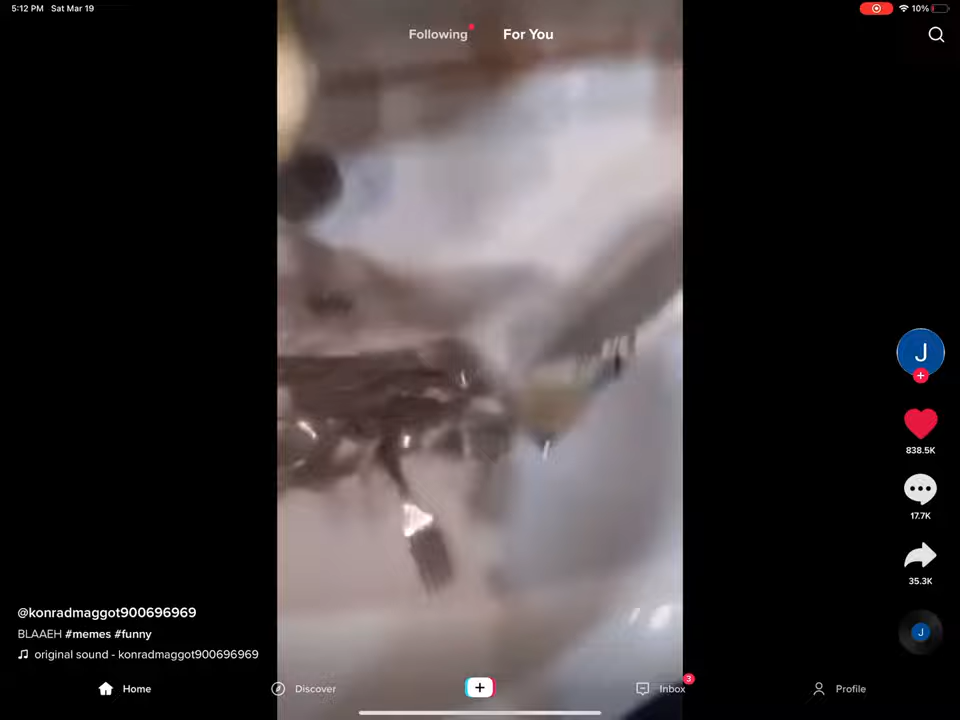 5:12 PM Sat Mar 19
10%
Following
For You
J
838.5K
17.7K
35.3K
@konradmaggot900696969
BLAAEH #memes #funny
original sound - konradmaggot900696969
J
Home
Discover
Inbox
3
Profile